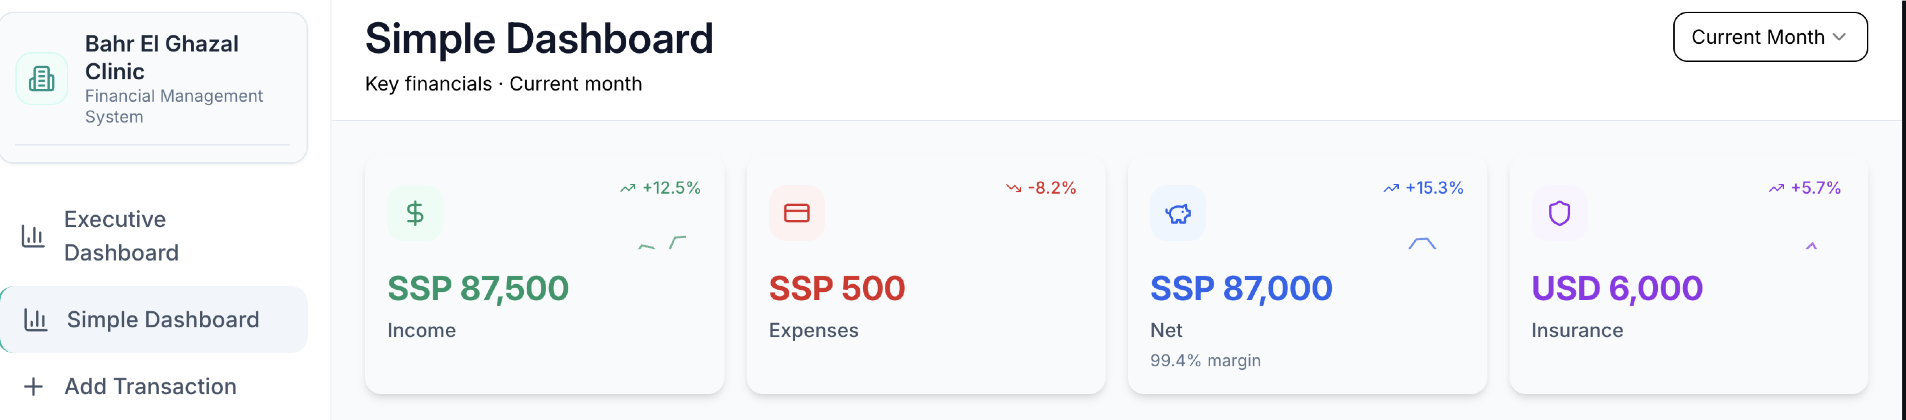 Bahr El Ghazal
Clinic
Financial Management
System
Executive
Dashboard
Simple Dashboard
Add Transaction
Simple Dashboard
Key financials · Current month
Current Month
+12.5%
SSP 87,500
Income
-8.2%
SSP 500
Expenses
+15.3%
SSP 87,000
Net
99.4% margin
+5.7%
USD 6,000
Insurance